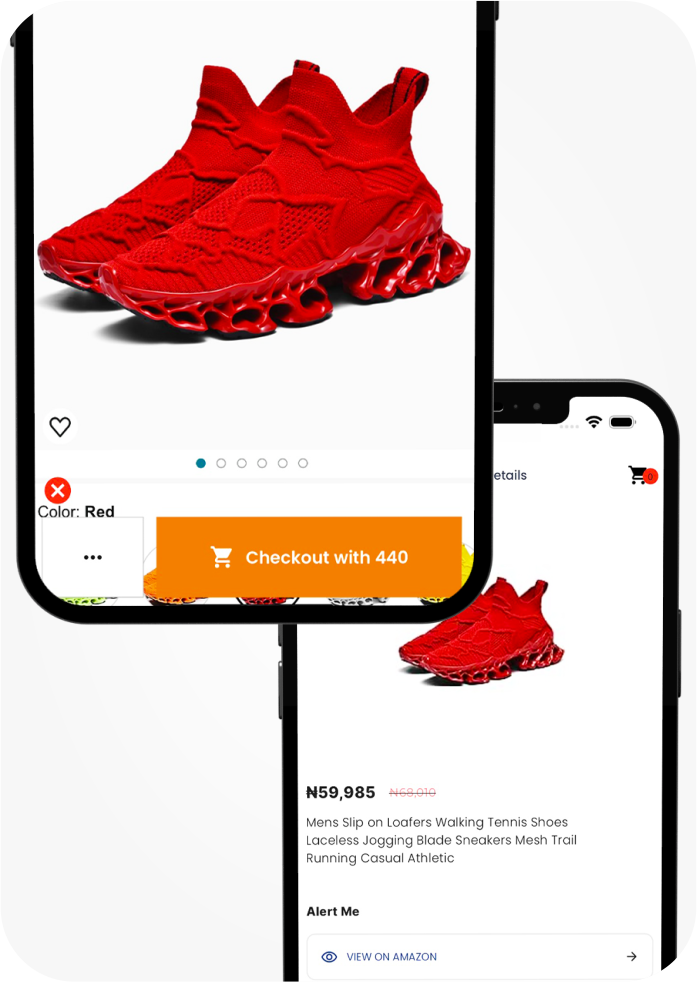 Color: Red
Checkout with 440
etails
0
₦59,985 ₦68,010
Mens Slip on Loafers Walking Tennis Shoes
Laceless Jogging Blade Sneakers Mesh Trail
Running Casual Athletic
Alert Me
VIEW ON AMAZON